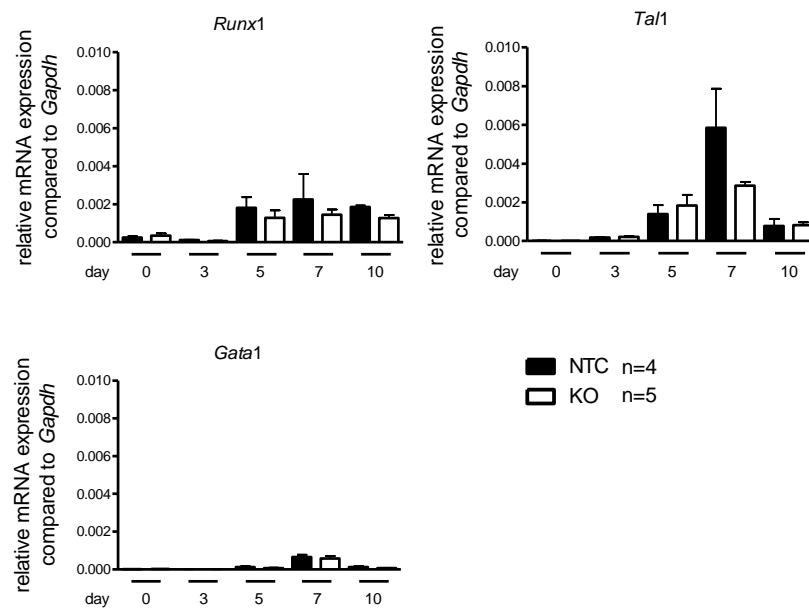 Runx1
relative mRNA expression
compared to Gapdh
0.010
0.008
0.006
0.004
0.002
0.000
day 0 3 5 7 10
Tal1
relative mRNA expression
compared to Gapdh
0.010
0.008
0.006
0.004
0.002
0.000
day 0 3 5 7 10
Gata1
relative mRNA expression
compared to Gapdh
0.010
0.008
0.006
0.004
0.002
0.000
day 0 3 5 7 10
NTC n=4
KO n=5